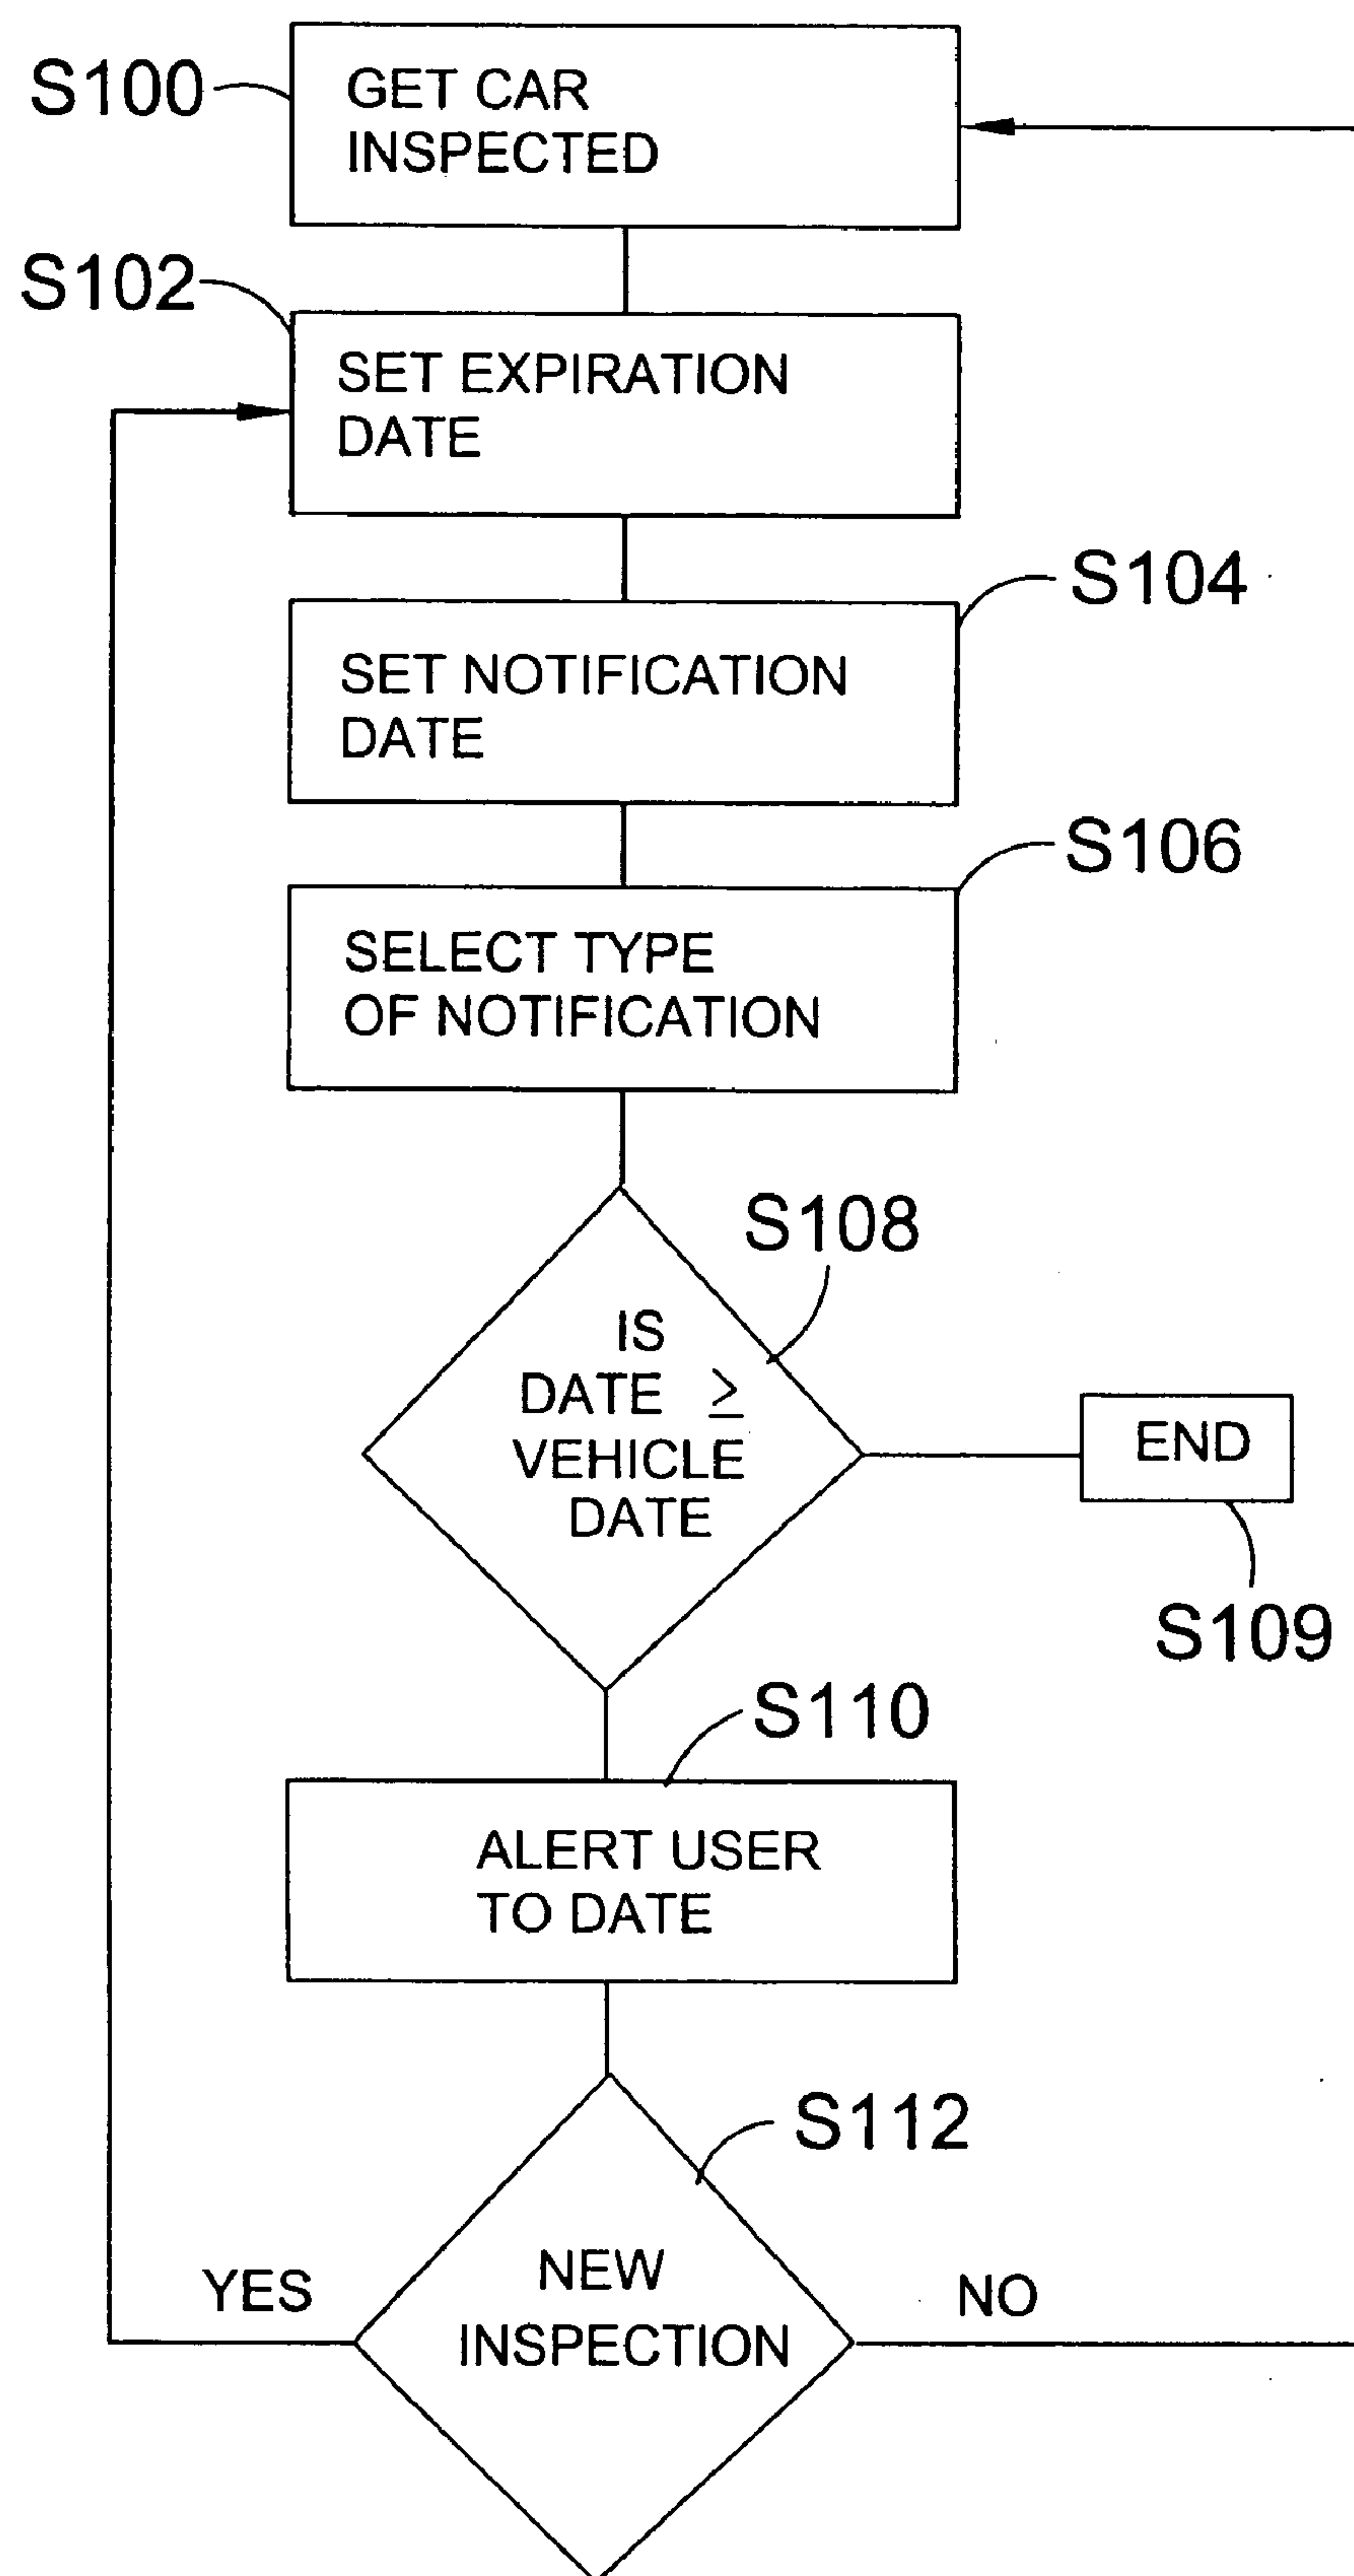 S100
GET CAR
INSPECTED
S102
SET EXPIRATION
DATE
S104
SET NOTIFICATION
DATE
S106
SELECT TYPE
OF NOTIFICATION
S108
IS
DATE ≥
VEHICLE
DATE
END
S109
S110
ALERT USER
TO DATE
S112
NEW
INSPECTION
YES
NO